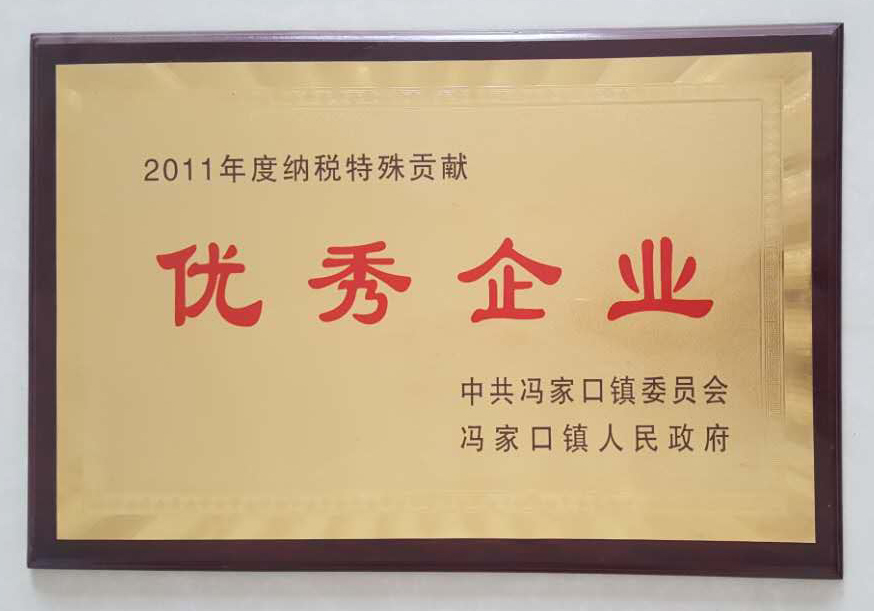 2011年度纳税特殊贡献
优秀企业
中共冯家口镇委员会
冯家口镇人民政府